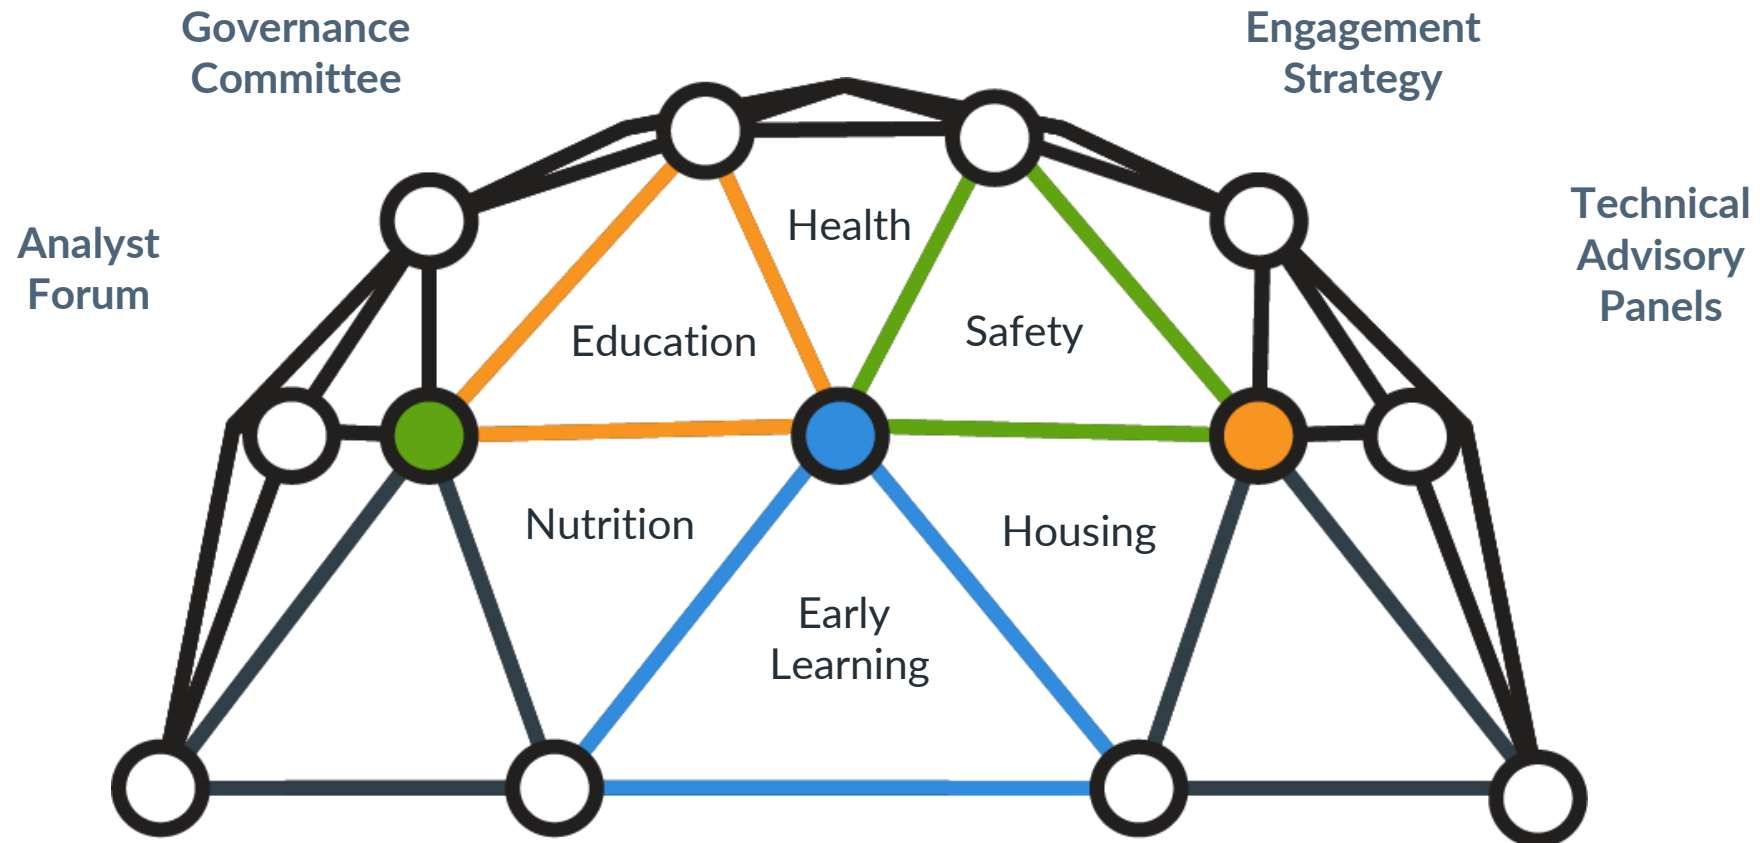 Governance
Committee
Engagement
Strategy
Analyst
Forum
Technical
Advisory
Panels
Health
Education
Safety
Nutrition
Housing
Early
Learning